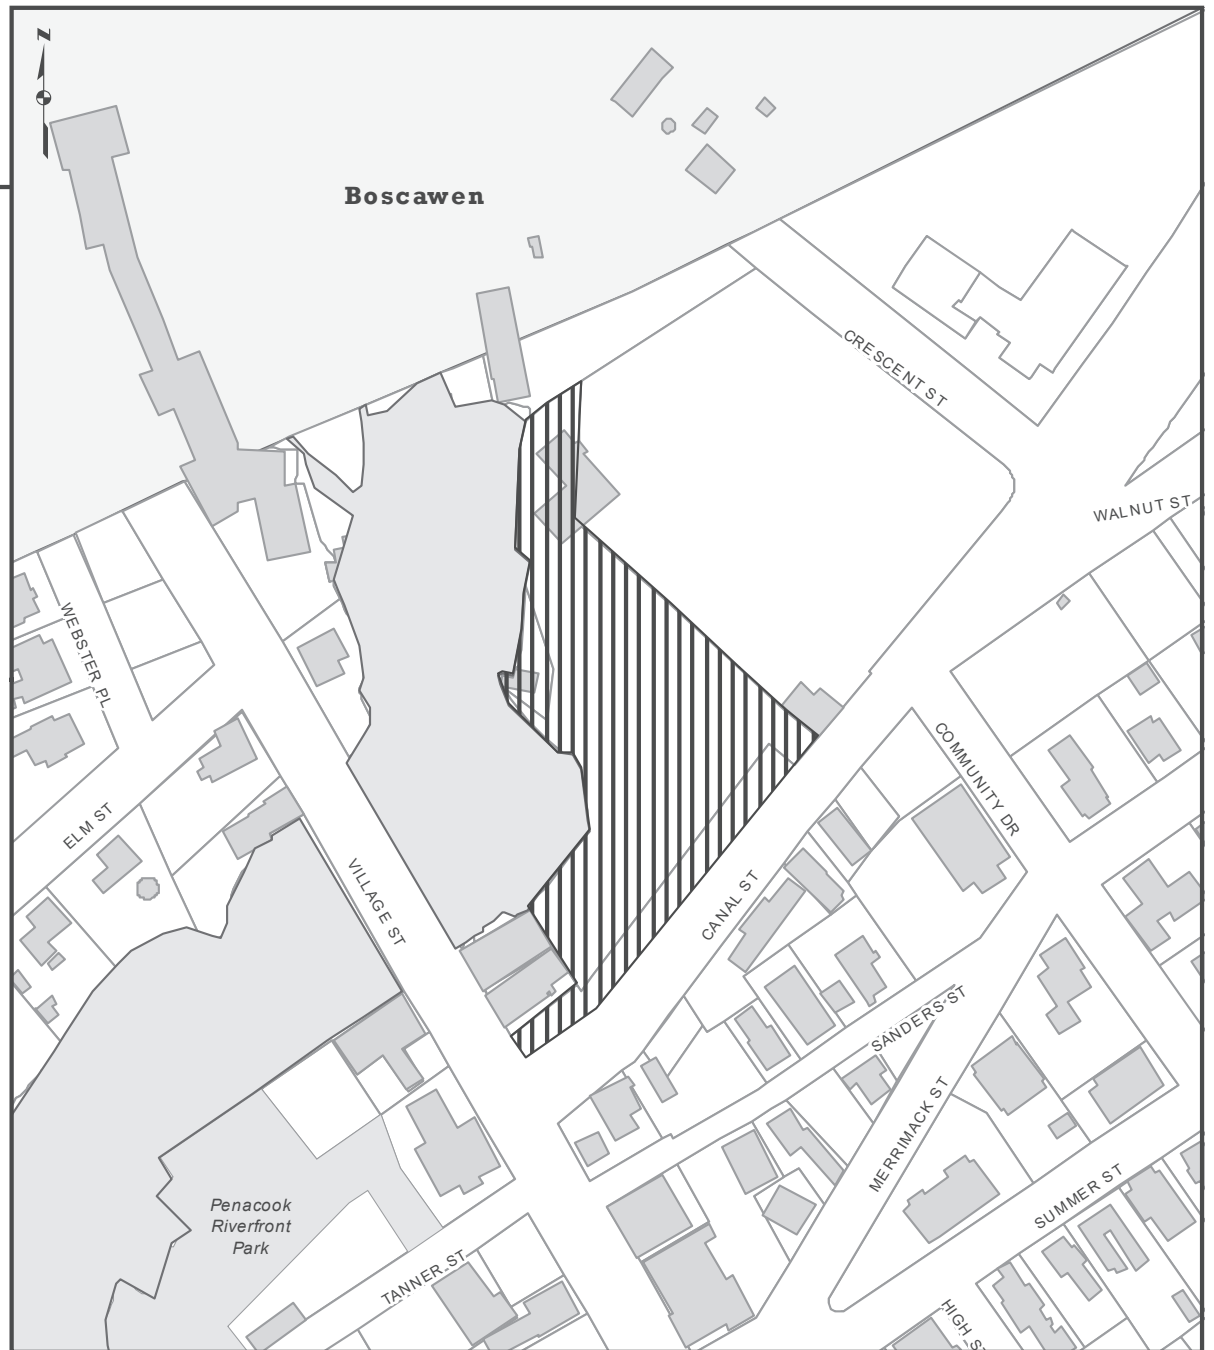 N
Boscawen
CRESCENT ST
WALNUT ST
WEBSTER PL
COMMUNITY DR
ELM ST
VILLAGE ST
CANAL ST
SANDERS ST
MERRIMACK ST
Penacook
Riverfront
Park
SUMMER ST
TANNER ST
HIGH S